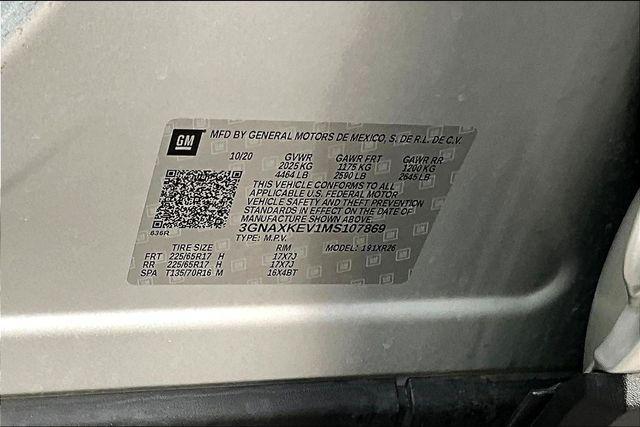 GM MFD BY GENERAL MOTORS DE MEXICO, S. DE R.L. DE C.V.
10/20 GVWR GAWR FRT GAWR RR
2025 KG 1175 KG 1200 KG
4464 LB 2590 LB 2645 LB
THIS VEHICLE CONFORMS TO ALL
APPLICABLE U.S. FEDERAL MOTOR
VEHICLE SAFETY AND THEFT PREVENTION
STANDARDS IN EFFECT ON THE DATE OF
MANUFACTURE SHOWN ABOVE.
636R 3GNAXKEV1MS107869
TYPE: M.P.V. MODEL: 191XR26
TIRE SIZE RIM
FRT 225/65R17 H 17X7J
RR 225/65R17 H 17X7J
SPA T135/70R16 M 16X4BT